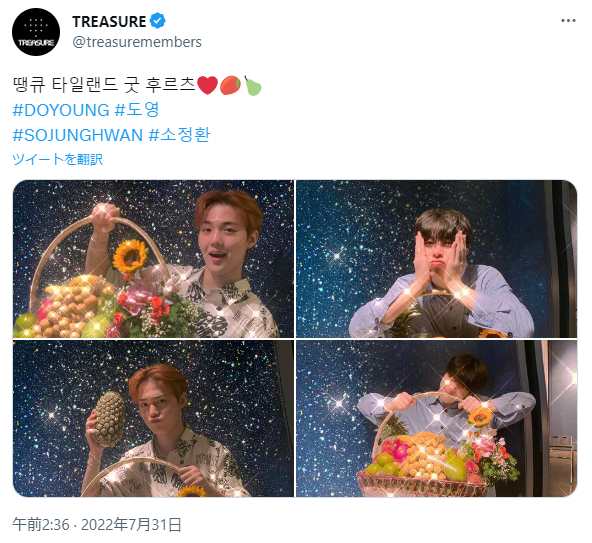 TREASURE
@treasuremembers
땡큐 타일랜드 굿 후르츠❤️🥭🍐
#DOYOUNG #도영
#SOJUNGHWAN #소정환
ツイートを翻訳
午前2:36 · 2022年7月31日
TREASURE